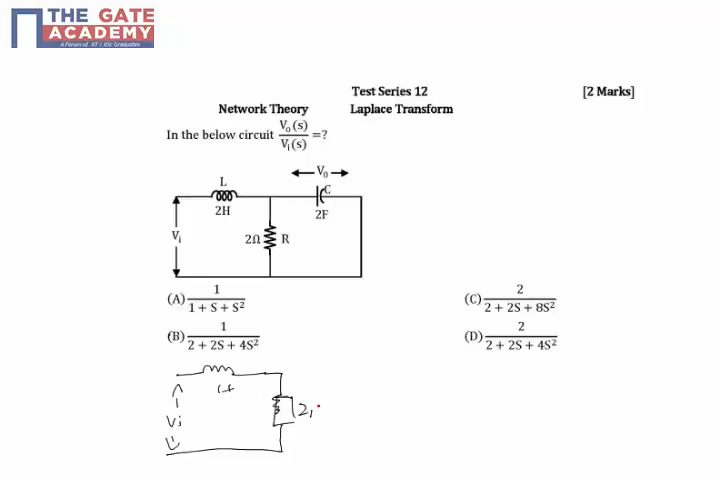 THE GATE
ACADEMY
A Forum of IIT / IISc Graduates
Test Series 12 [2 Marks]
Network Theory Laplace Transform
In the below circuit V₀(s)/Vᵢ(s) =?
V₀
L
C
2H
2F
Vᵢ
2Ω R
(A) 1/(1 + S + S²)
(C) 2/(2 + 2S + 8S²)
(B) 1/(2 + 2S + 4S²)
(D) 2/(2 + 2S + 4S²)
Vi